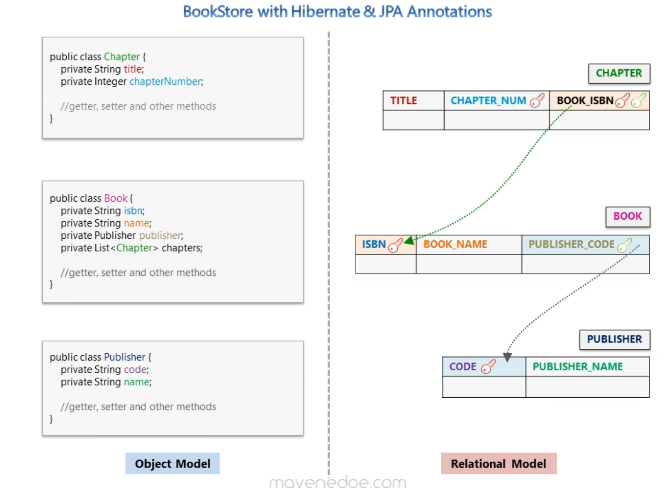 BookStore with Hibernate & JPA Annotations
public class Chapter {
private String title;
private Integer chapterNumber;
//getter, setter and other methods
}
public class Book {
private String isbn;
private String name;
private Publisher publisher;
private List<Chapter> chapters;
//getter, setter and other methods
}
public class Publisher {
private String code;
private String name;
//getter, setter and other methods
}
Object Model
CHAPTER
TITLE CHAPTER_NUM BOOK_ISBN
BOOK
ISBN BOOK_NAME PUBLISHER_CODE
PUBLISHER
CODE PUBLISHER_NAME
Relational Model
mavenedoe.com